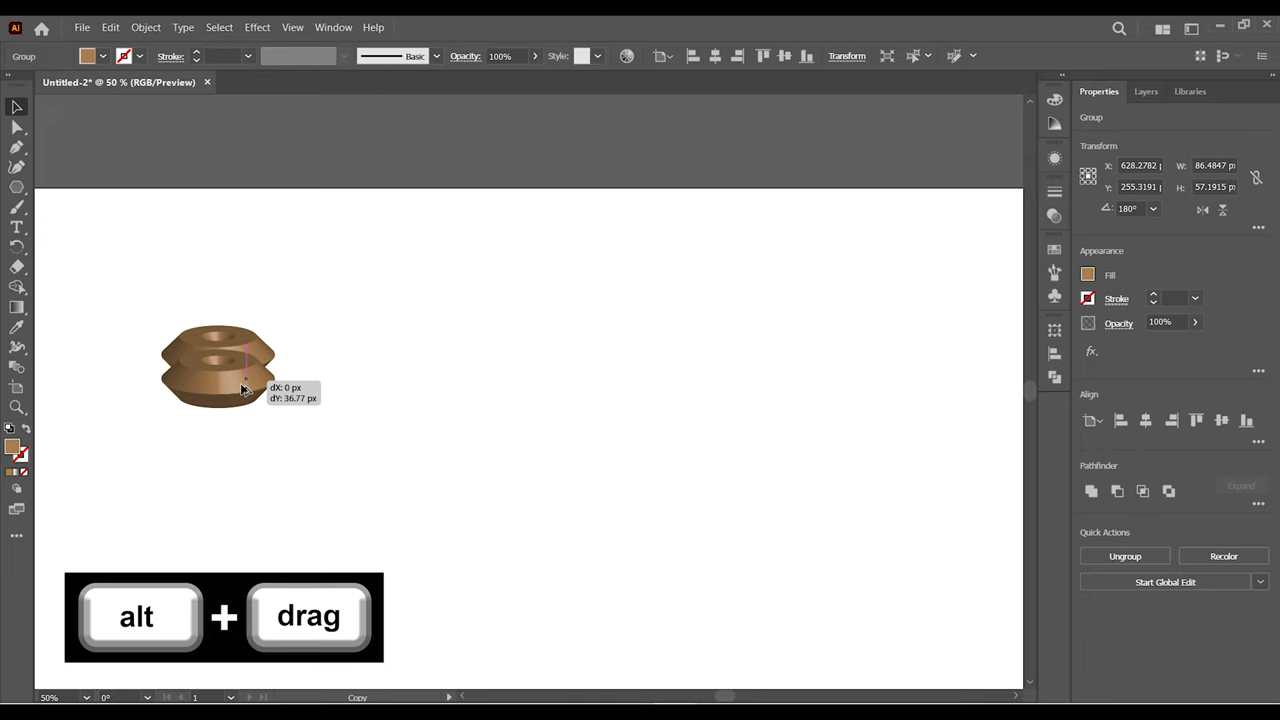 Ai File Edit Object Type Select Effect View Window Help
Group Stroke: Basic Opacity: 100% Style: Transform
Untitled-2* @ 50 % (RGB/Preview) ×
Properties Layers Libraries
Group
Transform
X: 628.2782 W: 86.4847 px
Y: 255.3191 H: 57.1915 px
180°
Appearance
Fill
Stroke
Opacity 100%
fx.
dX: 0 px
dY: 36.77 px
Align
Pathfinder
Expand
Quick Actions
Ungroup Recolor
Start Global Edit
alt + drag
50% 0° 1 Copy